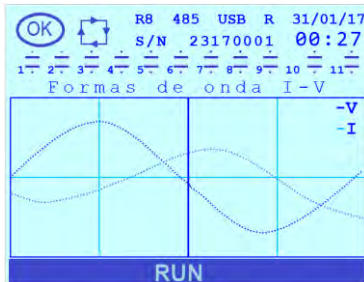 OK R8 485 USB R 31/01/17
S/N 23170001 00:27
1 2 3 4 5 6 7 8 9 10 11
Formas de onda I-V
-V
-I
RUN